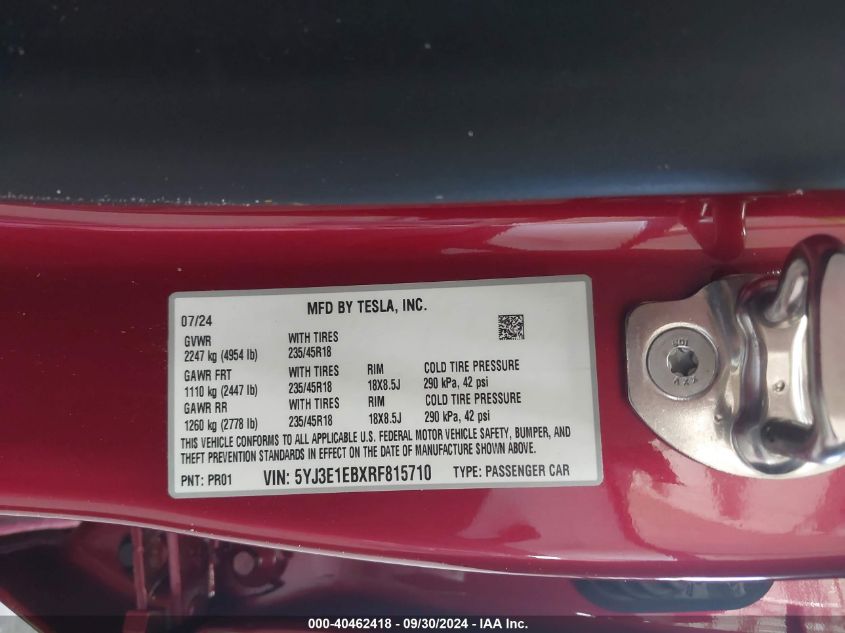 MFD BY TESLA, INC.
07/24
GVWR WITH TIRES
2247 kg (4954 lb) 235/45R18
GAWR FRT WITH TIRES RIM COLD TIRE PRESSURE
1110 kg (2447 lb) 235/45R18 18X8.5J 290 kPa, 42 psi
GAWR RR WITH TIRES RIM COLD TIRE PRESSURE
1260 kg (2778 lb) 235/45R18 18X8.5J 290 kPa, 42 psi
THIS VEHICLE CONFORMS TO ALL APPLICABLE U.S. FEDERAL MOTOR VEHICLE SAFETY, BUMPER, AND
THEFT PREVENTION STANDARDS IN EFFECT ON THE DATE OF MANUFACTURE SHOWN ABOVE.
PNT: PR01 VIN: 5YJ3E1EBXRF815710 TYPE: PASSENGER CAR
000-40462418 - 09/30/2024 - IAA Inc.